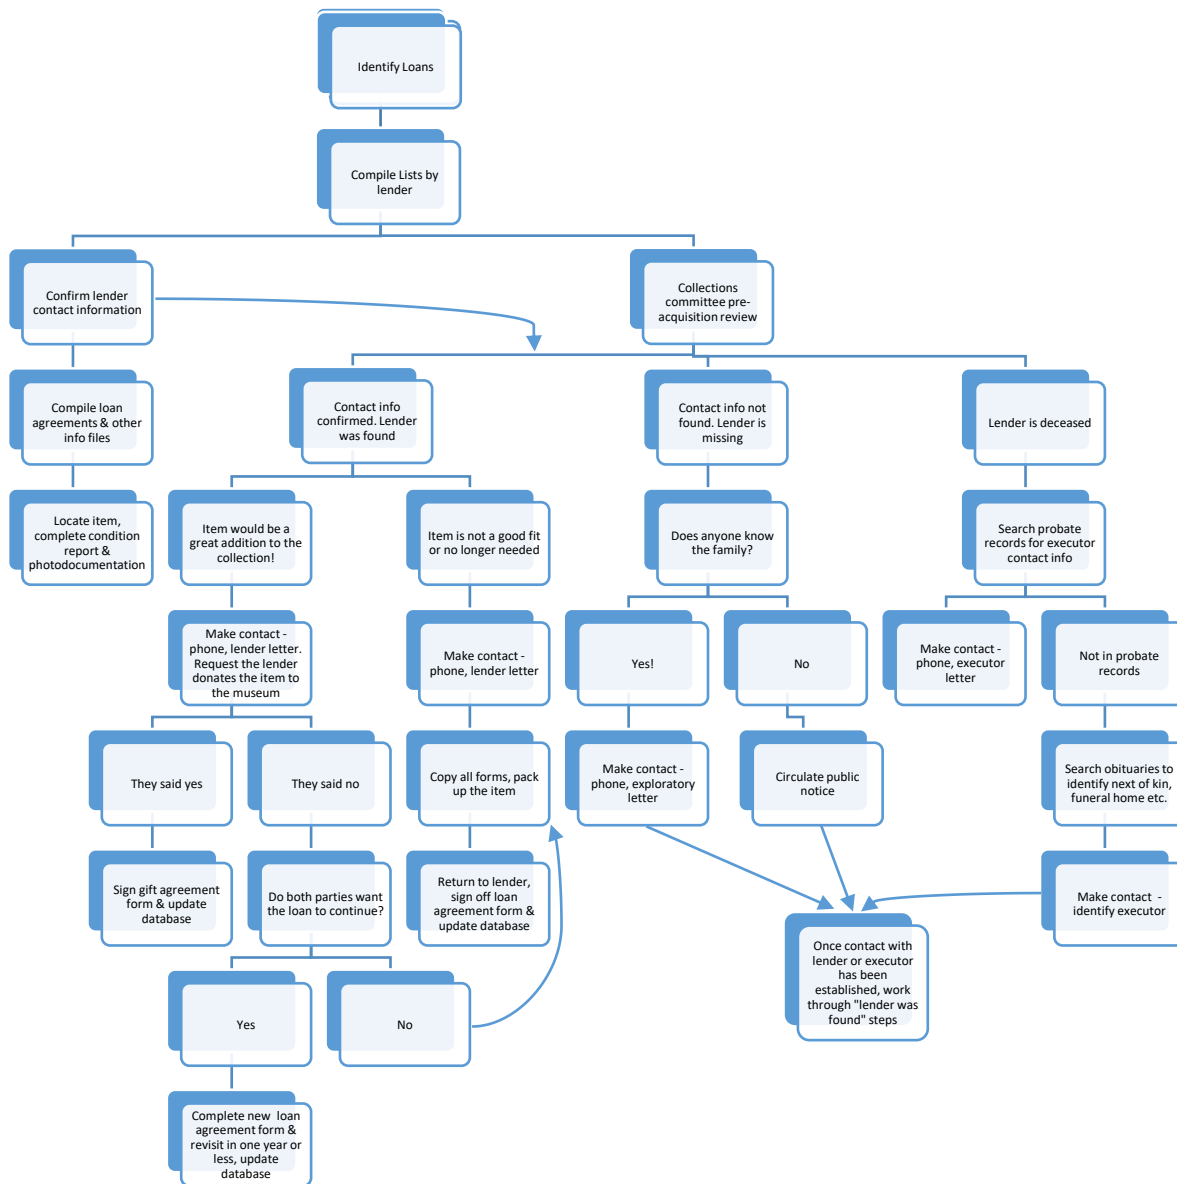 Identify Loans
Compile Lists by
lender
Confirm lender
contact information
Collections
committee pre-
acquisition review
Compile loan
agreements & other
info files
Contact info
confirmed. Lender
was found
Contact info not
found. Lender is
missing
Lender is deceased
Locate item,
complete condition
report &
photodocumentation
Item would be a
great addition to the
collection!
Item is not a good fit
or no longer needed
Does anyone know
the family?
Search probate
records for executor
contact info
Make contact -
phone, lender letter.
Request the lender
donates the item to
the museum
Make contact -
phone, lender letter
Yes!
No
Make contact -
phone, executor
letter
Not in probate
records
They said yes
They said no
Copy all forms, pack
up the item
Make contact -
phone, exploratory
letter
Circulate public
notice
Search obituaries to
identify next of kin,
funeral home etc.
Sign gift agreement
form & update
database
Do both parties want
the loan to continue?
Return to lender,
sign off loan
agreement form &
update database
Make contact  -
identify executor
Once contact with
lender or executor
has been
established, work
through "lender was
found" steps
Yes
No
Complete new  loan
agreement form &
revisit in one year or
less, update
database